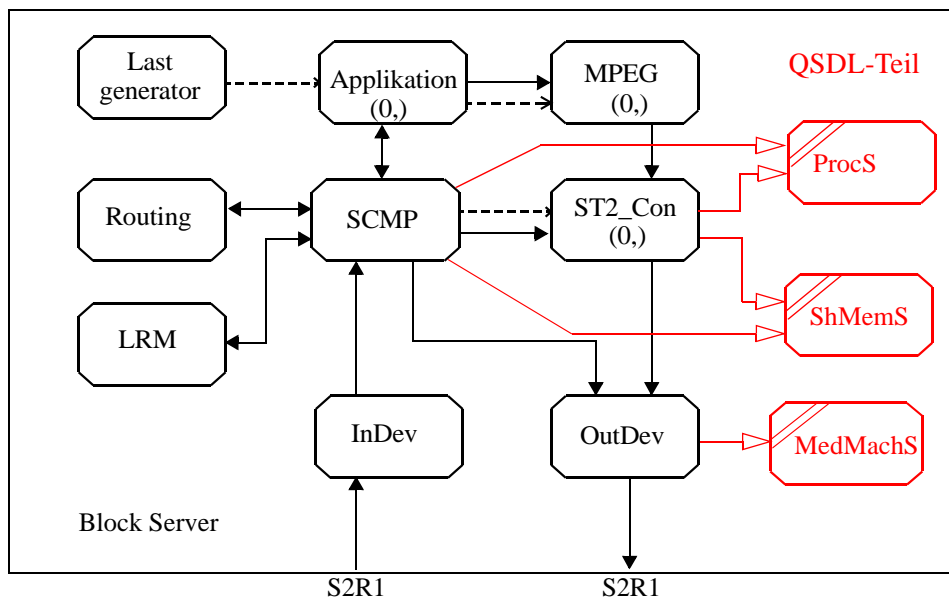 Last
generator
Applikation
(0,)
MPEG
(0,)
QSDL-Teil
ProcS
Routing
SCMP
ST2_Con
(0,)
LRM
ShMemS
InDev
OutDev
MedMachS
Block Server
S2R1
S2R1